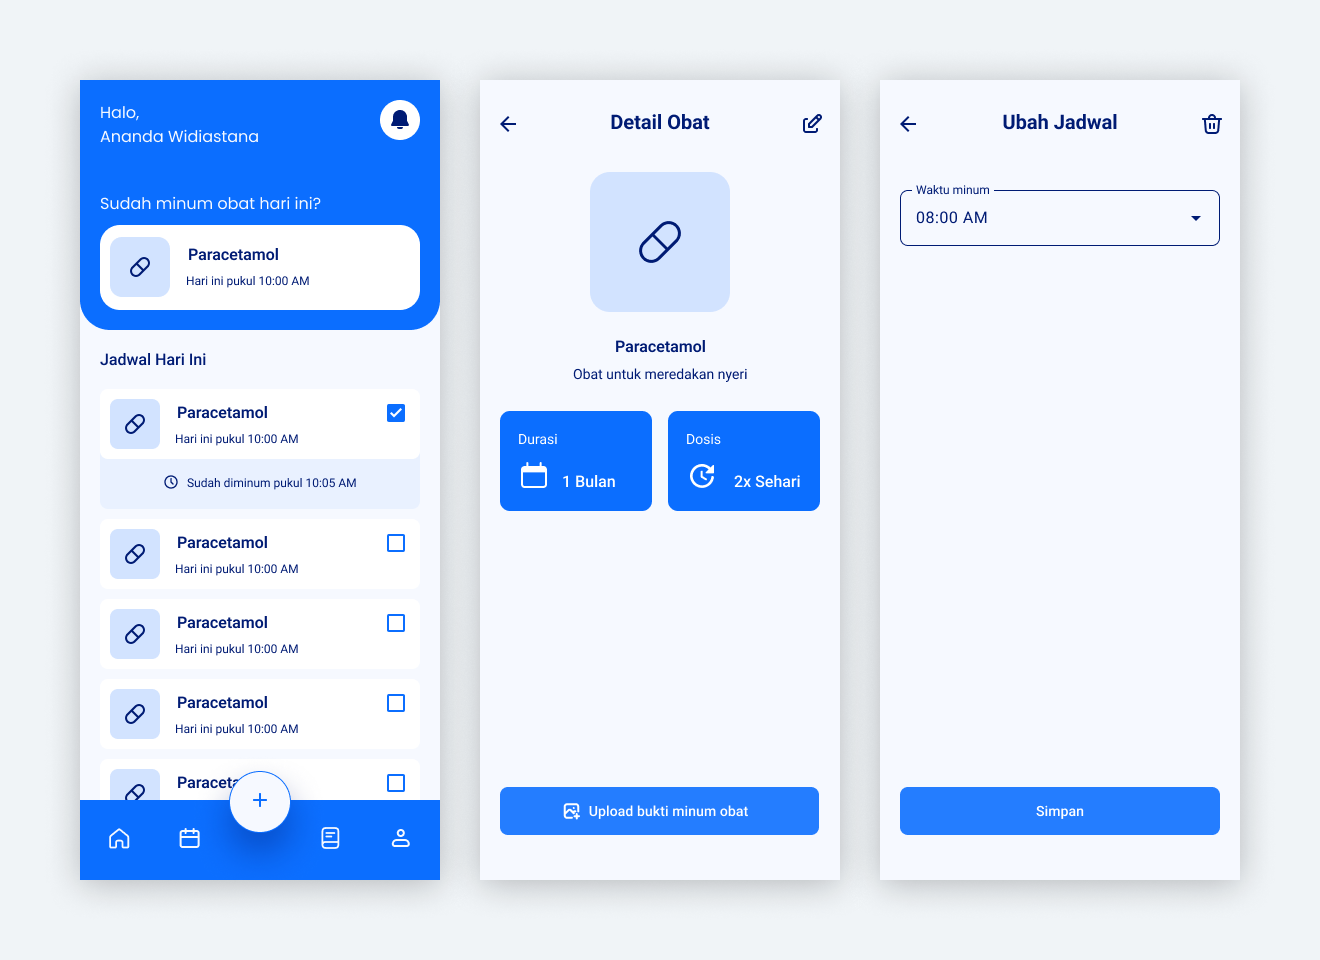 Halo,
Ananda Widiastana
Sudah minum obat hari ini?
Paracetamol
Hari ini pukul 10:00 AM
Jadwal Hari Ini
Paracetamol
Hari ini pukul 10:00 AM
Sudah diminum pukul 10:05 AM
Paracetamol
Hari ini pukul 10:00 AM
Paracetamol
Hari ini pukul 10:00 AM
Paracetamol
Hari ini pukul 10:00 AM
Paraceta
Detail Obat
Paracetamol
Obat untuk meredakan nyeri
Durasi
1 Bulan
Dosis
2x Sehari
Upload bukti minum obat
Ubah Jadwal
Waktu minum
08:00 AM
Simpan